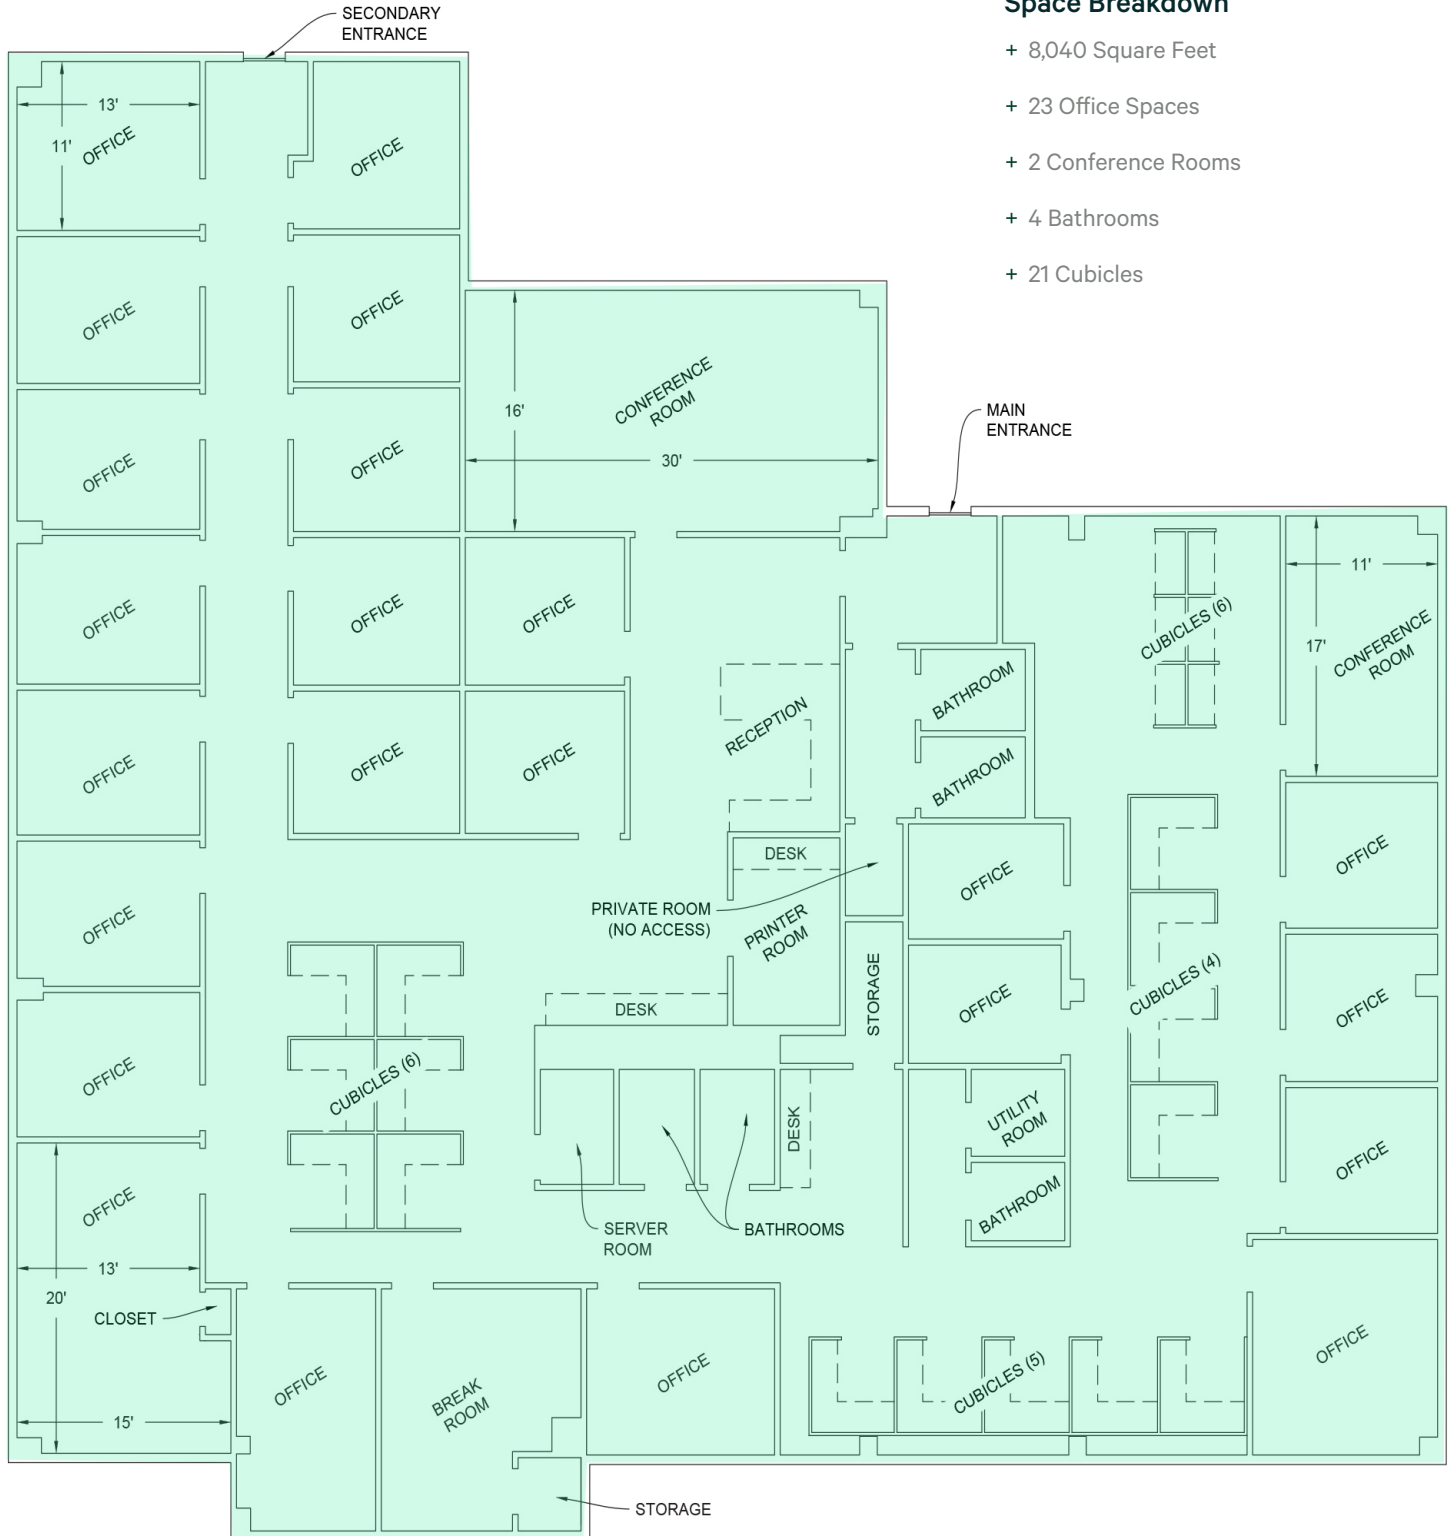 SECONDARY
ENTRANCE
Space Breakdown
+ 8,040 Square Feet
+ 23 Office Spaces
+ 2 Conference Rooms
+ 4 Bathrooms
+ 21 Cubicles
13'
11'
OFFICE
OFFICE
OFFICE
OFFICE
CONFERENCE
ROOM
16'
30'
MAIN
ENTRANCE
OFFICE
OFFICE
OFFICE
OFFICE
OFFICE
CUBICLES (6)
11'
17'
CONFERENCE
ROOM
BATHROOM
RECEPTION
OFFICE
OFFICE
OFFICE
BATHROOM
DESK
OFFICE
OFFICE
PRIVATE ROOM
(NO ACCESS)
PRINTER
ROOM
OFFICE
CUBICLES (4)
STORAGE
DESK
OFFICE
OFFICE
OFFICE
CUBICLES (6)
DESK
UTILITY
ROOM
OFFICE
OFFICE
BATHROOM
SERVER
ROOM
BATHROOMS
13'
20'
CLOSET
OFFICE
BREAK
ROOM
OFFICE
CUBICLES (5)
OFFICE
15'
STORAGE